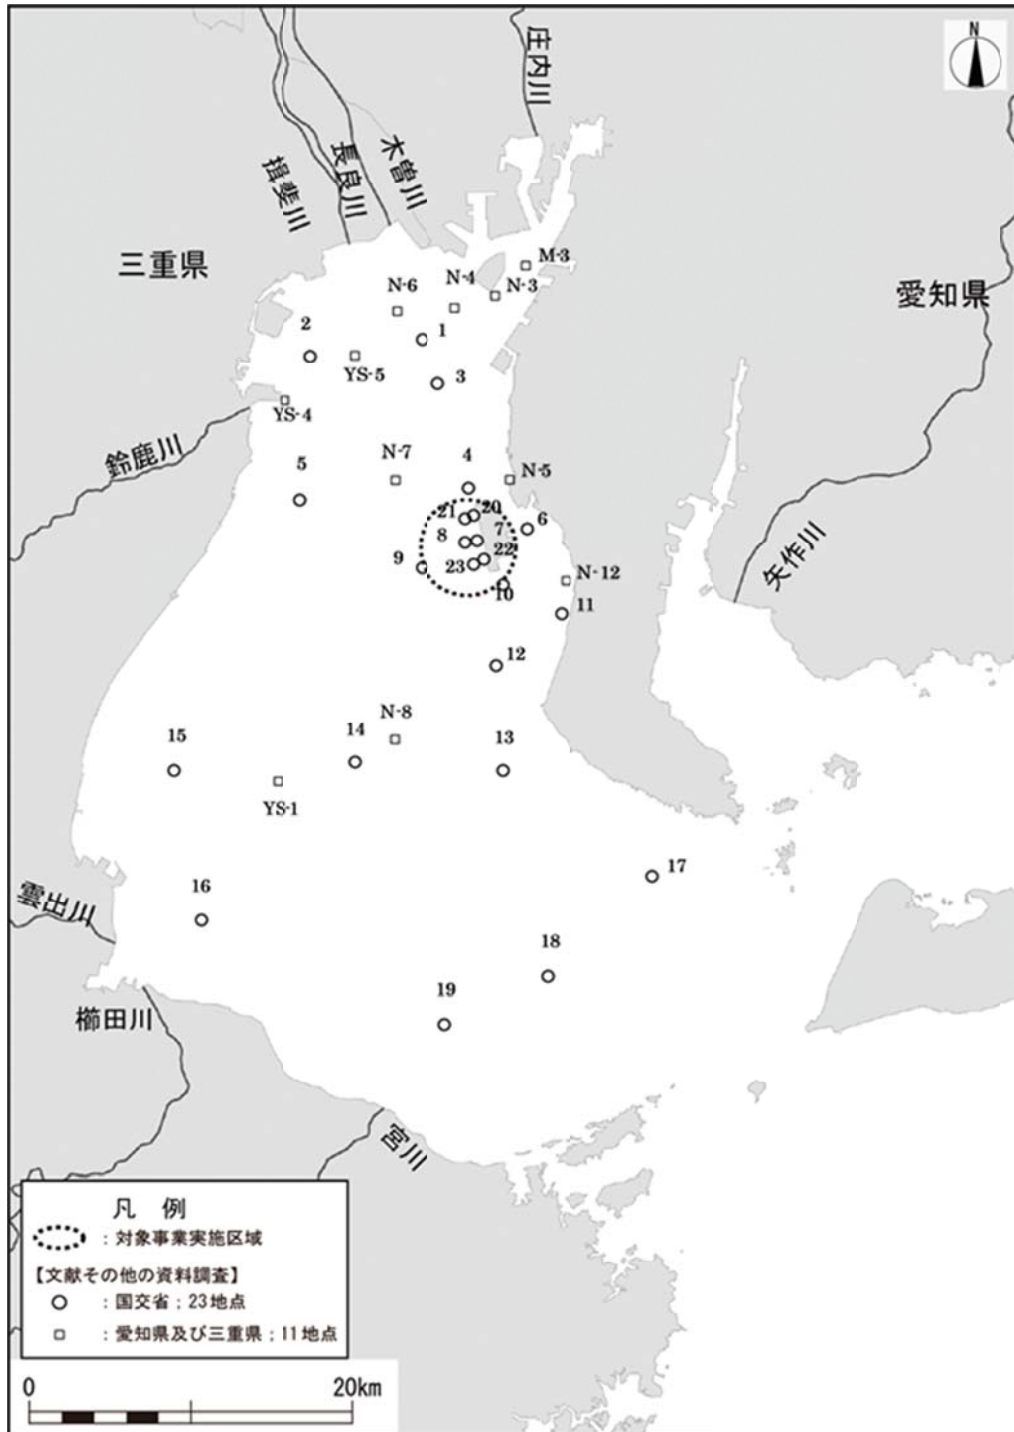 N
庄内川
木曽川
長良川
揖斐川
三重県
愛知県
M-3
N-3
N-4
N-6
1
2
YS-5
3
YS-4
鈴鹿川
N-7
4
N-5
5
21
20
6
8
7
22
9
23
10
N-12
11
矢作川
12
N-8
14
13
15
YS-1
17
16
雲出川
18
19
櫛田川
宮川
凡 例
：対象事業実施区域
【文献その他の資料調査】
：国交省；23地点
：愛知県及び三重県；11地点
0 20km